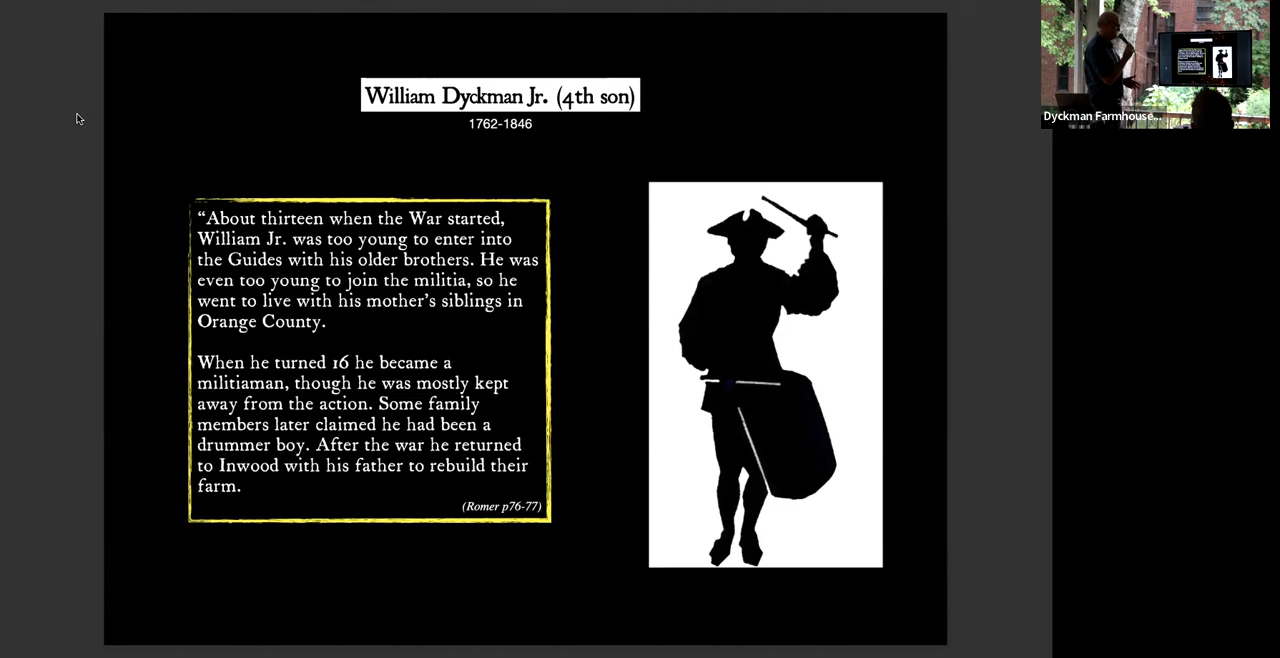 William Dyckman Jr. (4th son)
1762-1846
“About thirteen when the War started,
William Jr. was too young to enter into
the Guides with his older brothers. He was
even too young to join the militia, so he
went to live with his mother’s siblings in
Orange County.
When he turned 16 he became a
militiaman, though he was mostly kept
away from the action. Some family
members later claimed he had been a
drummer boy. After the war he returned
to Inwood with his father to rebuild their
farm.
(Romer p76-77)
Dyckman Farmhouse...